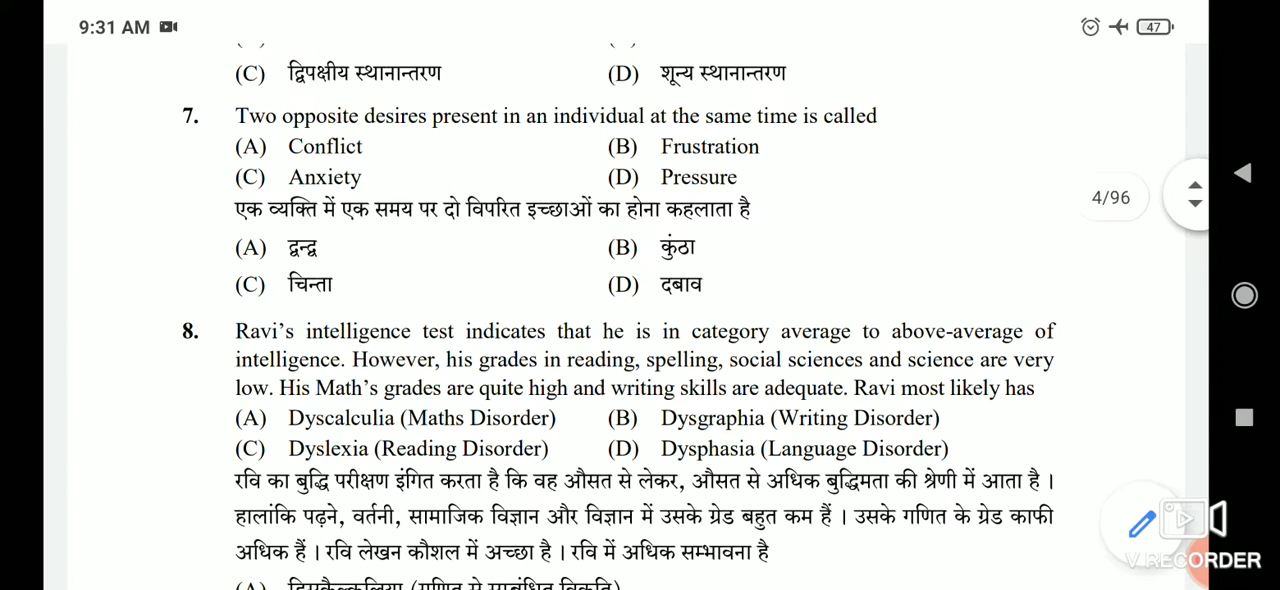 9:31 AM
47
(C) द्विपक्षीय स्थानान्तरण (D) शून्य स्थानान्तरण
7. Two opposite desires present in an individual at the same time is called
(A) Conflict (B) Frustration
(C) Anxiety (D) Pressure
4/96
एक व्यक्ति में एक समय पर दो विपरित इच्छाओं का होना कहलाता है
(A) द्वन्द्व (B) कुंठा
(C) चिन्ता (D) दबाव
8. Ravi's intelligence test indicates that he is in category average to above-average of
intelligence. However, his grades in reading, spelling, social sciences and science are very
low. His Math's grades are quite high and writing skills are adequate. Ravi most likely has
(A) Dyscalculia (Maths Disorder) (B) Dysgraphia (Writing Disorder)
(C) Dyslexia (Reading Disorder) (D) Dysphasia (Language Disorder)
रवि का बुद्धि परीक्षण इंगित करता है कि वह औसत से लेकर, औसत से अधिक बुद्धिमता की श्रेणी में आता है ।
हालांकि पढ़ने, वर्तनी, सामाजिक विज्ञान और विज्ञान में उसके ग्रेड बहुत कम हैं । उसके गणित के ग्रेड काफी
अधिक हैं । रवि लेखन कौशल में अच्छा है । रवि में अधिक सम्भावना है
V RECORDER